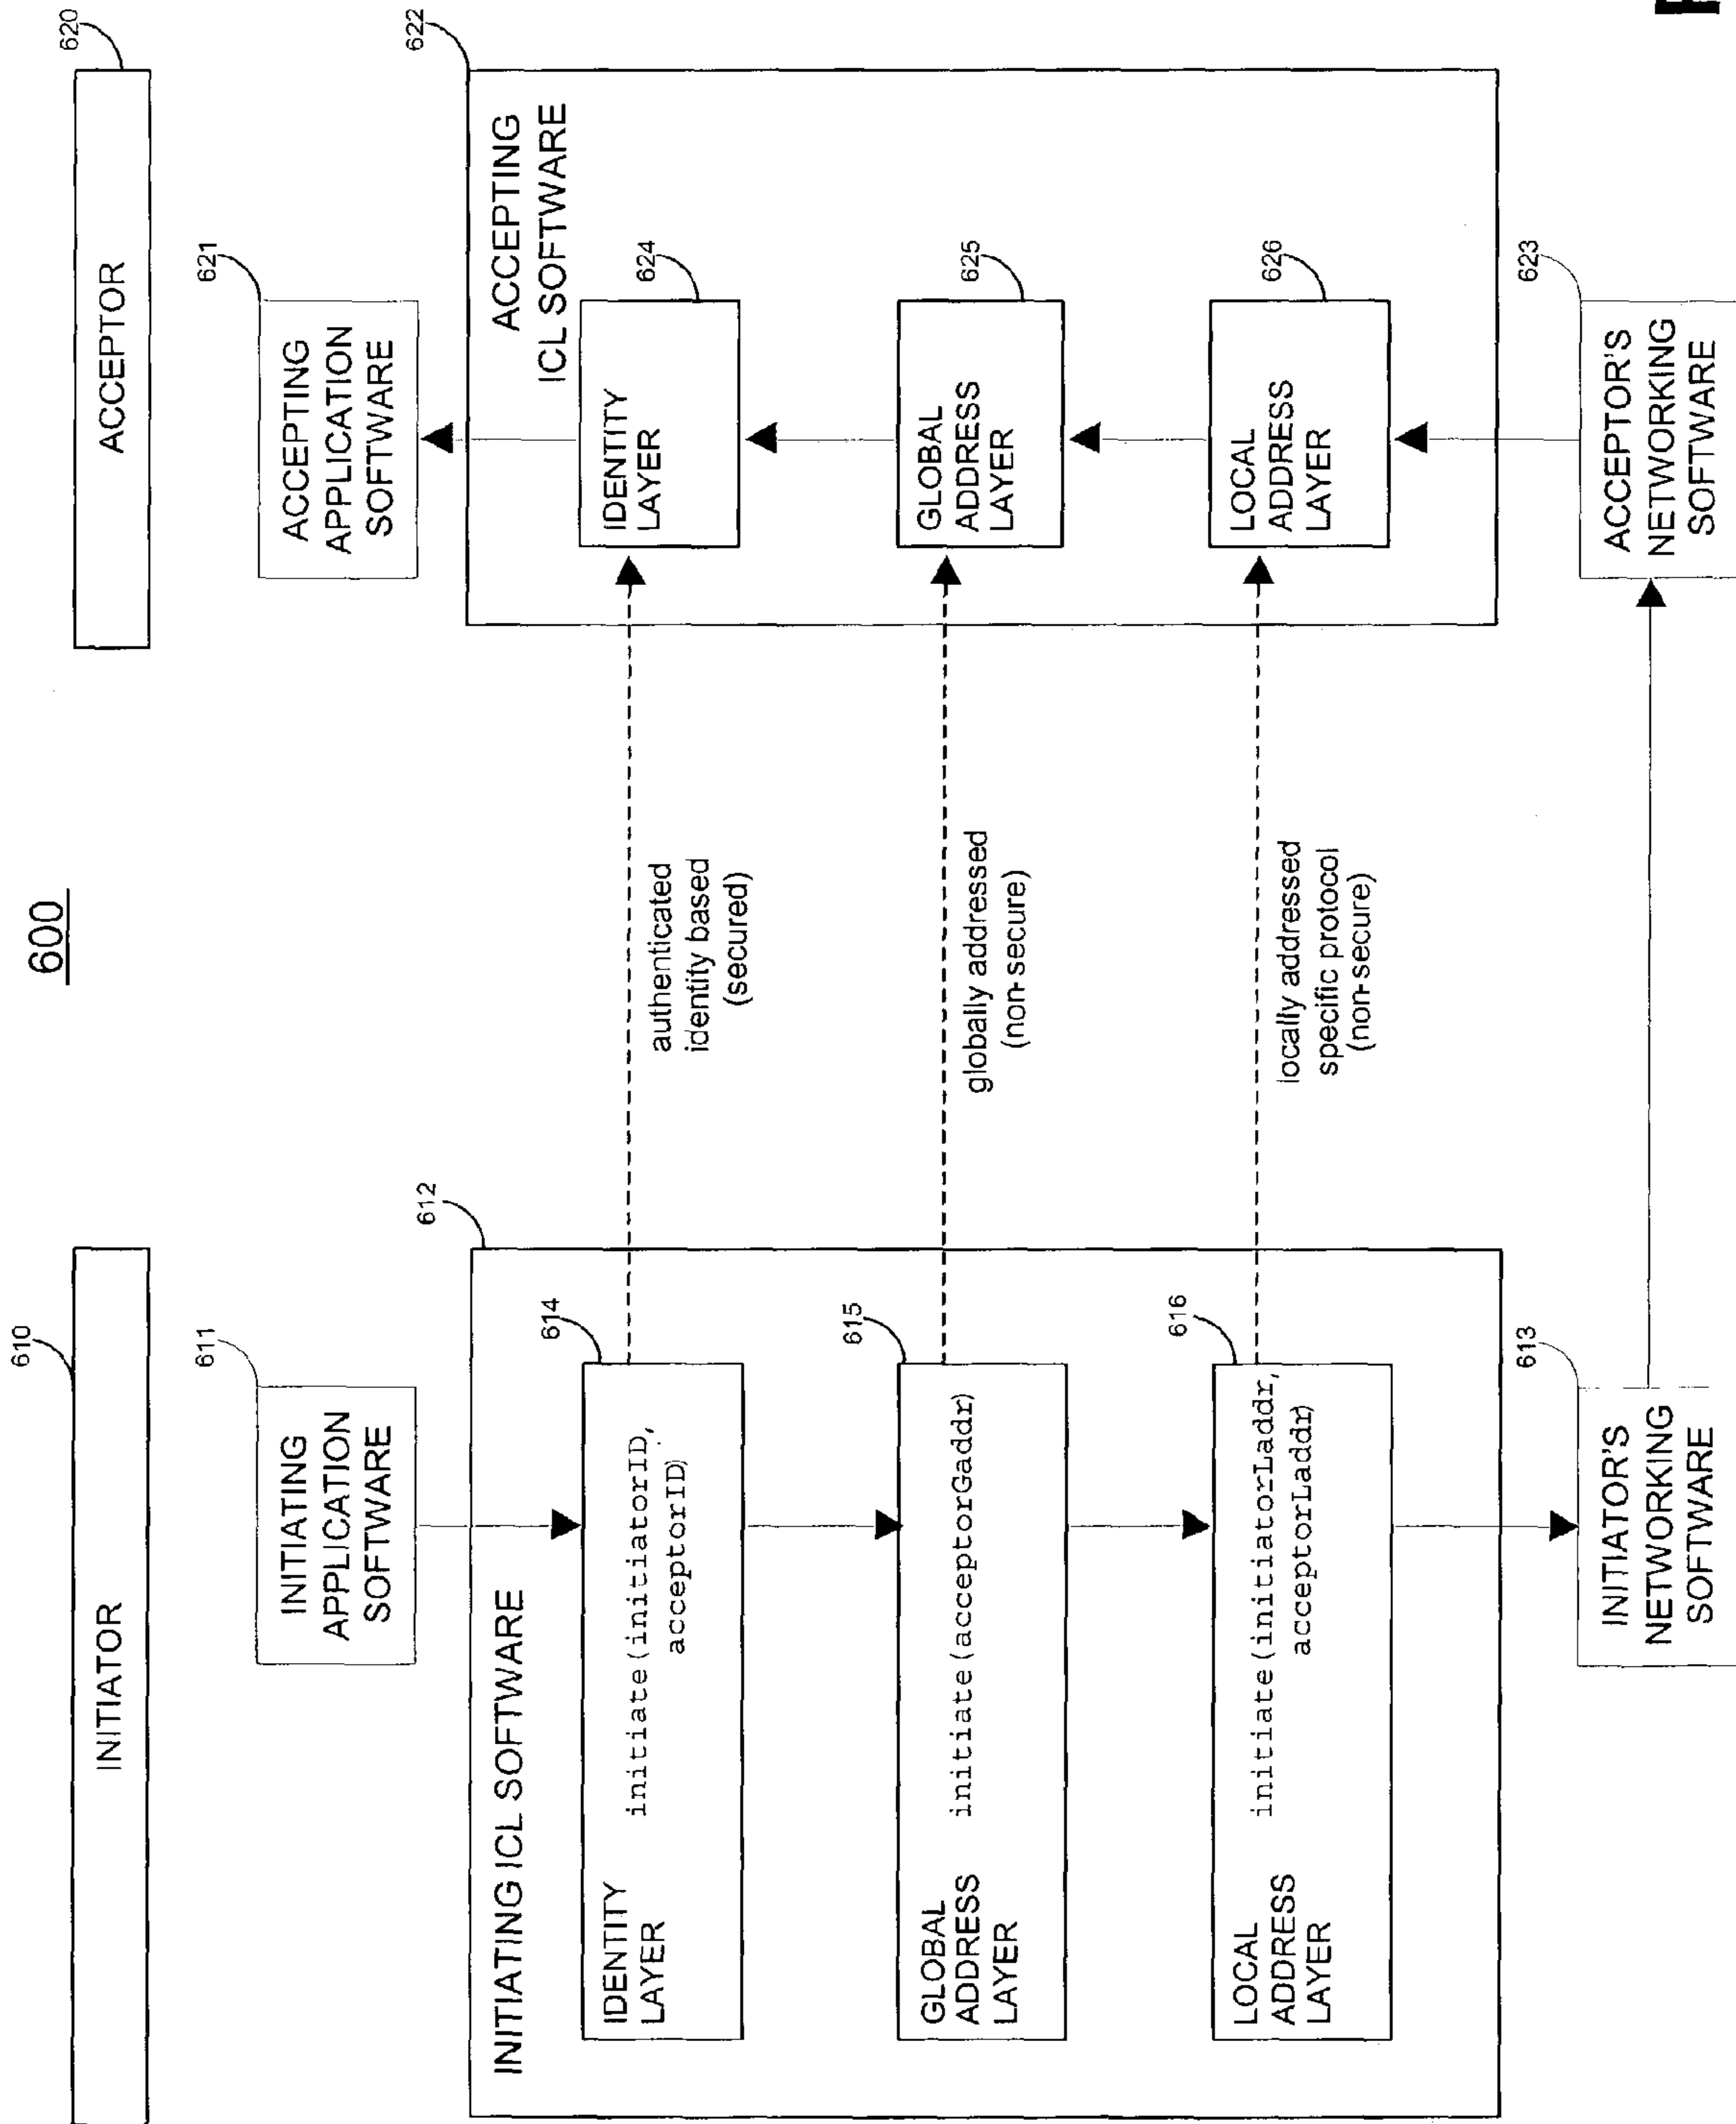 600
610
INITIATOR
620
ACCEPTOR
611
INITIATING
APPLICATION
SOFTWARE
621
ACCEPTING
APPLICATION
SOFTWARE
612
INITIATING ICL SOFTWARE
622
ACCEPTING
ICL SOFTWARE
614
IDENTITY
LAYER
initiate(initiatorID,
acceptorID)
authenticated
identity based
(secured)
624
IDENTITY
LAYER
615
GLOBAL
ADDRESS
LAYER
initiate(acceptorGaddr)
globally addressed
(non-secure)
625
GLOBAL
ADDRESS
LAYER
616
LOCAL
ADDRESS
LAYER
initiate(initiatorLaddr,
acceptorLaddr)
locally addressed
specific protocol
(non-secure)
626
LOCAL
ADDRESS
LAYER
613
INITIATOR'S
NETWORKING
SOFTWARE
623
ACCEPTOR'S
NETWORKING
SOFTWARE